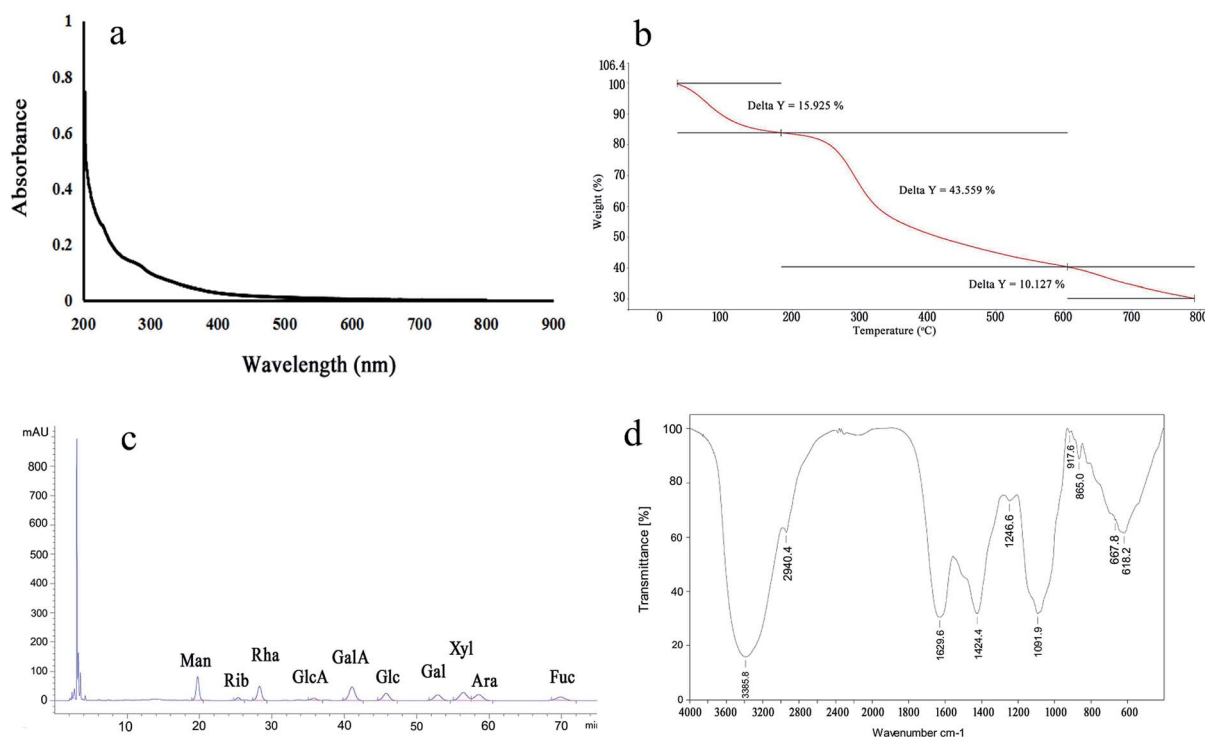 a
1
0.8
0.6
0.4
0.2
0
Absorbance
200 300 400 500 600 700 800 900
Wavelength (nm)
b
106.4
100
90
80
70
60
50
40
30
Weight (%)
Delta Y = 15.925 %
Delta Y = 43.559 %
Delta Y = 10.127 %
0 100 200 300 400 500 600 700 800
Temperature (°C)
c
mAU
800
700
600
500
400
300
200
100
0
Man
Rib
Rha
GlcA
GalA
Glc
Gal
Xyl
Ara
Fuc
10 20 30 40 50 60 70
d
100
80
60
40
20
0
Transmittance [%]
3385.8
2940.4
1629.6
1424.4
1246.6
1091.9
917.6
865.0
667.8
618.2
4000 3200 2800 1800 1600 1400 1200 1000 800 600
Wavenumber cm-1